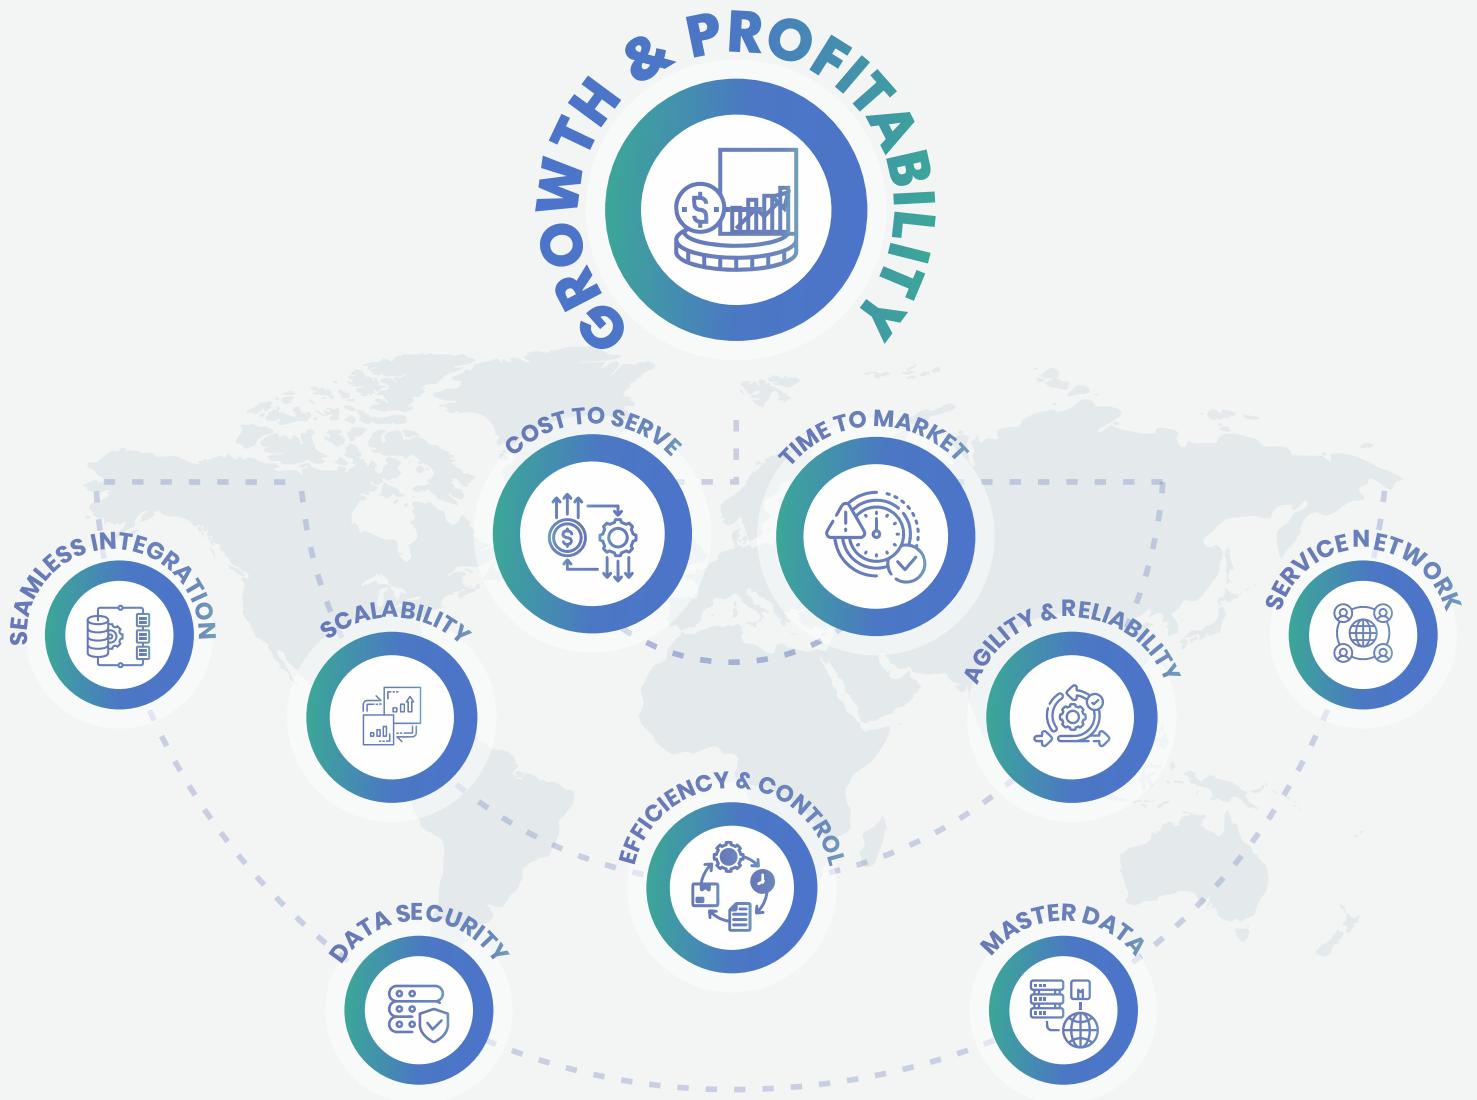 GROWTH & PROFITABILITY
COST TO SERVE
TIME TO MARKET
SEAMLESS INTEGRATION
SCALABILITY
AGILITY & RELIABILITY
SERVICE NETWORK
EFFICIENCY & CONTROL
DATA SECURITY
MASTER DATA
$
$
M